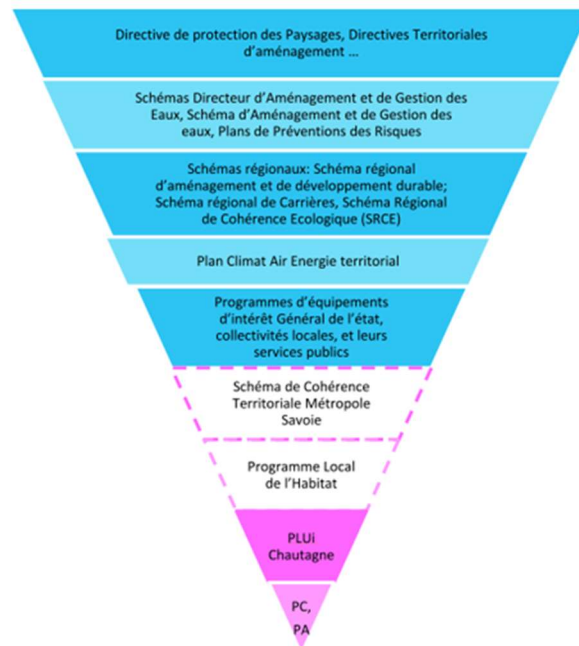 Directive de protection des Paysages, Directives Territoriales
d'aménagement ...
Schémas Directeur d'Aménagement et de Gestion des
Eaux, Schéma d'Aménagement et de Gestion des
eaux, Plans de Préventions des Risques
Schémas régionaux: Schéma régional
d'aménagement et de développement durable;
Schéma régional de Carrières, Schéma Régional
de Cohérence Ecologique (SRCE)
Plan Climat Air Energie territorial
Programmes d'équipements
d'intérêt Général de l'état,
collectivités locales, et leurs
services publics
Schéma de Cohérence
Territoriale Métropole
Savoie
Programme Local
de l'Habitat
PLUi
Chautagne
PC,
PA